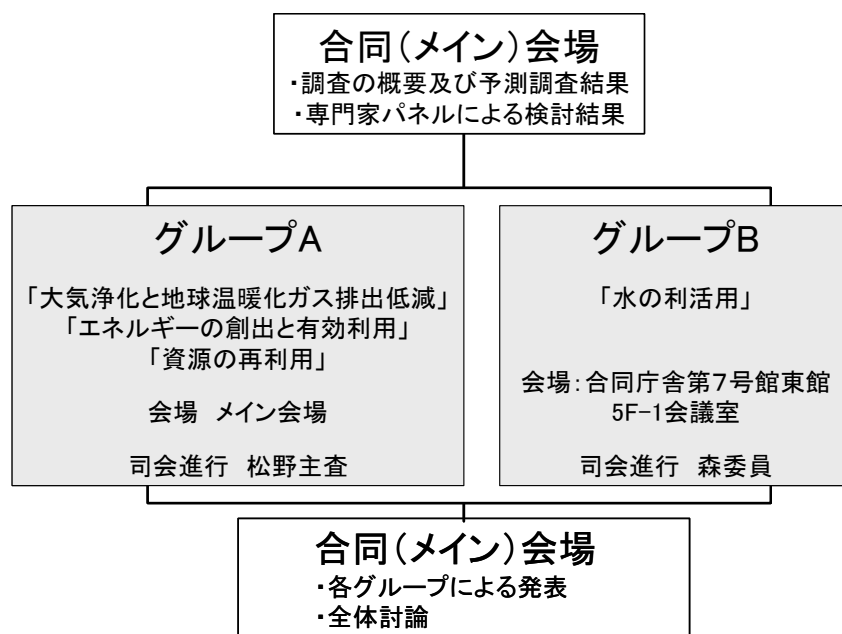 合同(メイン)会場
・調査の概要及び予測調査結果
・専門家パネルによる検討結果
グループA
「大気浄化と地球温暖化ガス排出低減」
「エネルギーの創出と有効利用」
「資源の再利用」
会場 メイン会場
司会進行 松野主査
グループB
「水の利活用」
会場:合同庁舎第7号館東館
5F-1会議室
司会進行 森委員
合同(メイン)会場
・各グループによる発表
・全体討論